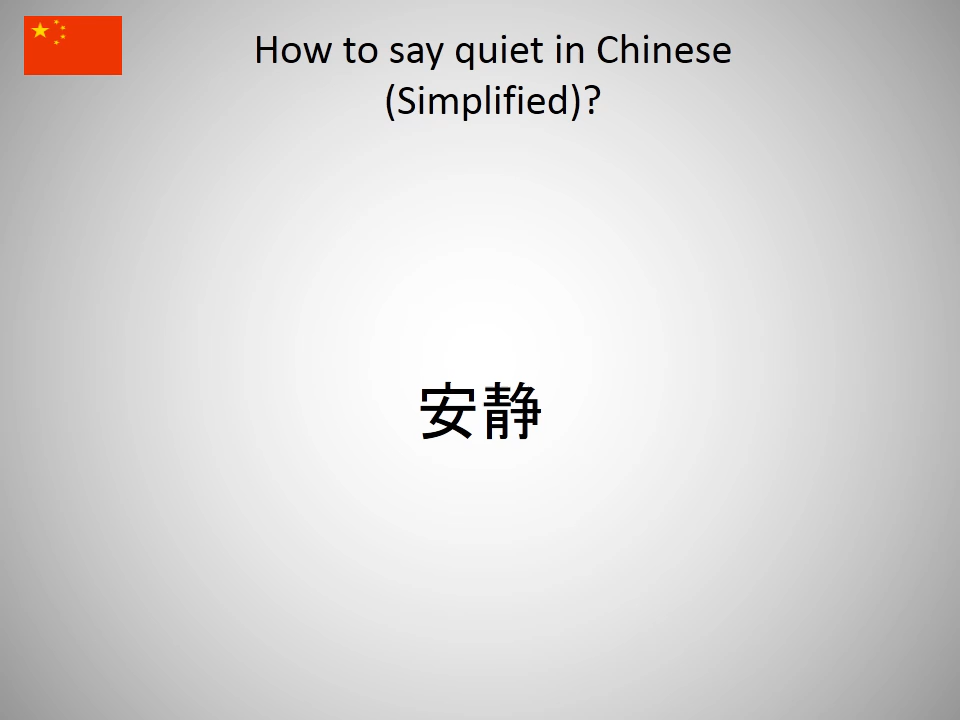 How to say quiet in Chinese
(Simplified)?
安静